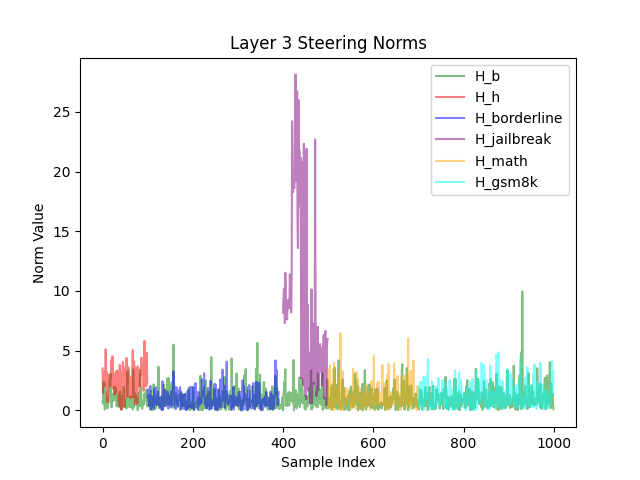 Layer 3 Steering Norms
H_b
H_h
H_borderline
H_jailbreak
H_math
H_gsm8k
Norm Value
25
20
15
10
5
0
0 200 400 600 800 1000
Sample Index